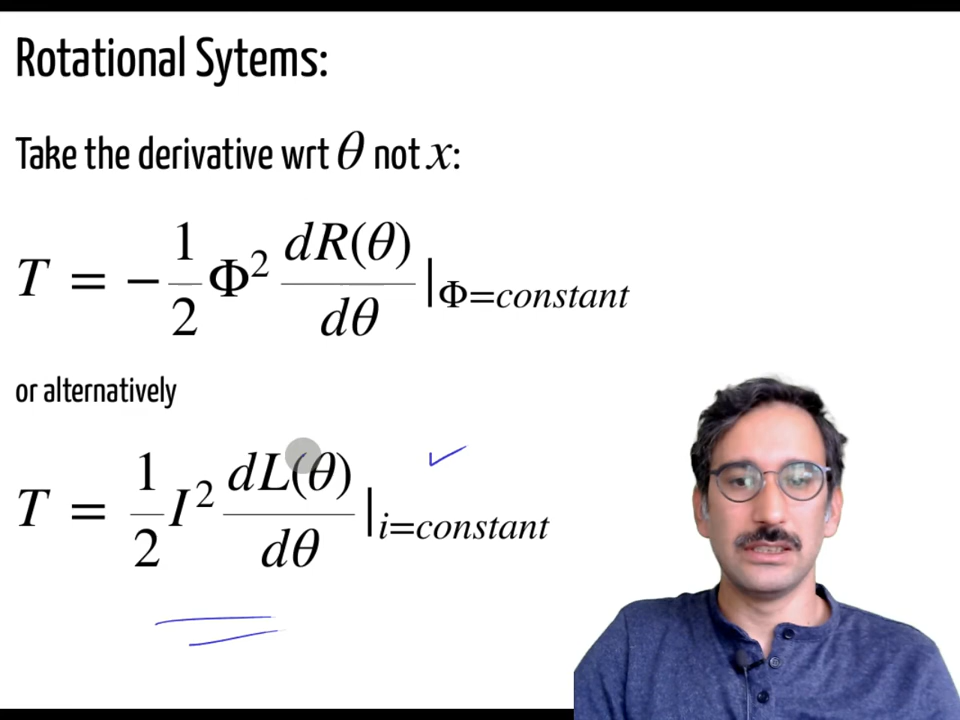 Rotational Sytems:
Take the derivative wrt θ not x:
T = − 1/2 Φ² dR(θ)/dθ |Φ=constant
or alternatively
T = 1/2 I² dL(θ)/dθ |i=constant